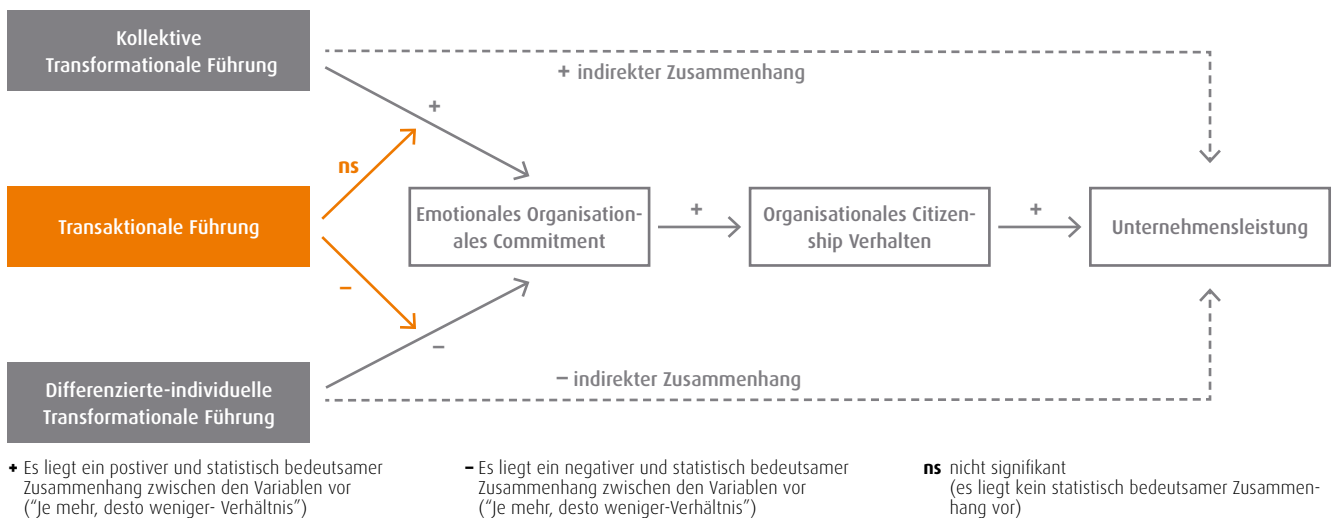 Kollektive
Transformationale Führung
+ indirekter Zusammenhang
+
ns
Transaktionale Führung
Emotionales Organisation-
ales Commitment
+
Organisationales Citizen-
ship Verhalten
+
Unternehmensleistung
–
–
Differenzierte-individuelle
Transformationale Führung
– indirekter Zusammenhang
+ Es liegt ein postiver und statistisch bedeutsamer
Zusammenhang zwischen den Variablen vor
("Je mehr, desto weniger- Verhältnis")
– Es liegt ein negativer und statistisch bedeutsamer
Zusammenhang zwischen den Variablen vor
("Je mehr, desto weniger-Verhältnis")
ns nicht signifikant
(es liegt kein statistisch bedeutsamer Zusammen-
hang vor)